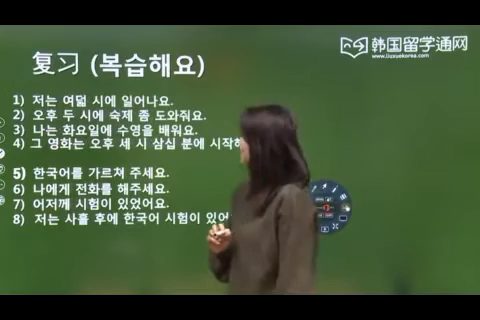 韩国留学通网
www.liuxuekorea.com
复习 (복습해요)
1) 저는 여덟 시에 일어나요.
2) 오후 두 시에 숙제 좀 도와줘요.
3) 나는 화요일에 수영을 배워요.
4) 그 영화는 오후 세 시 삼십 분에 시작해
5) 한국어를 가르쳐 주세요.
6) 나에게 전화를 해주세요.
7) 어저께 시험이 있었어요.
8) 저는 사흘 후에 한국어 시험이 있어